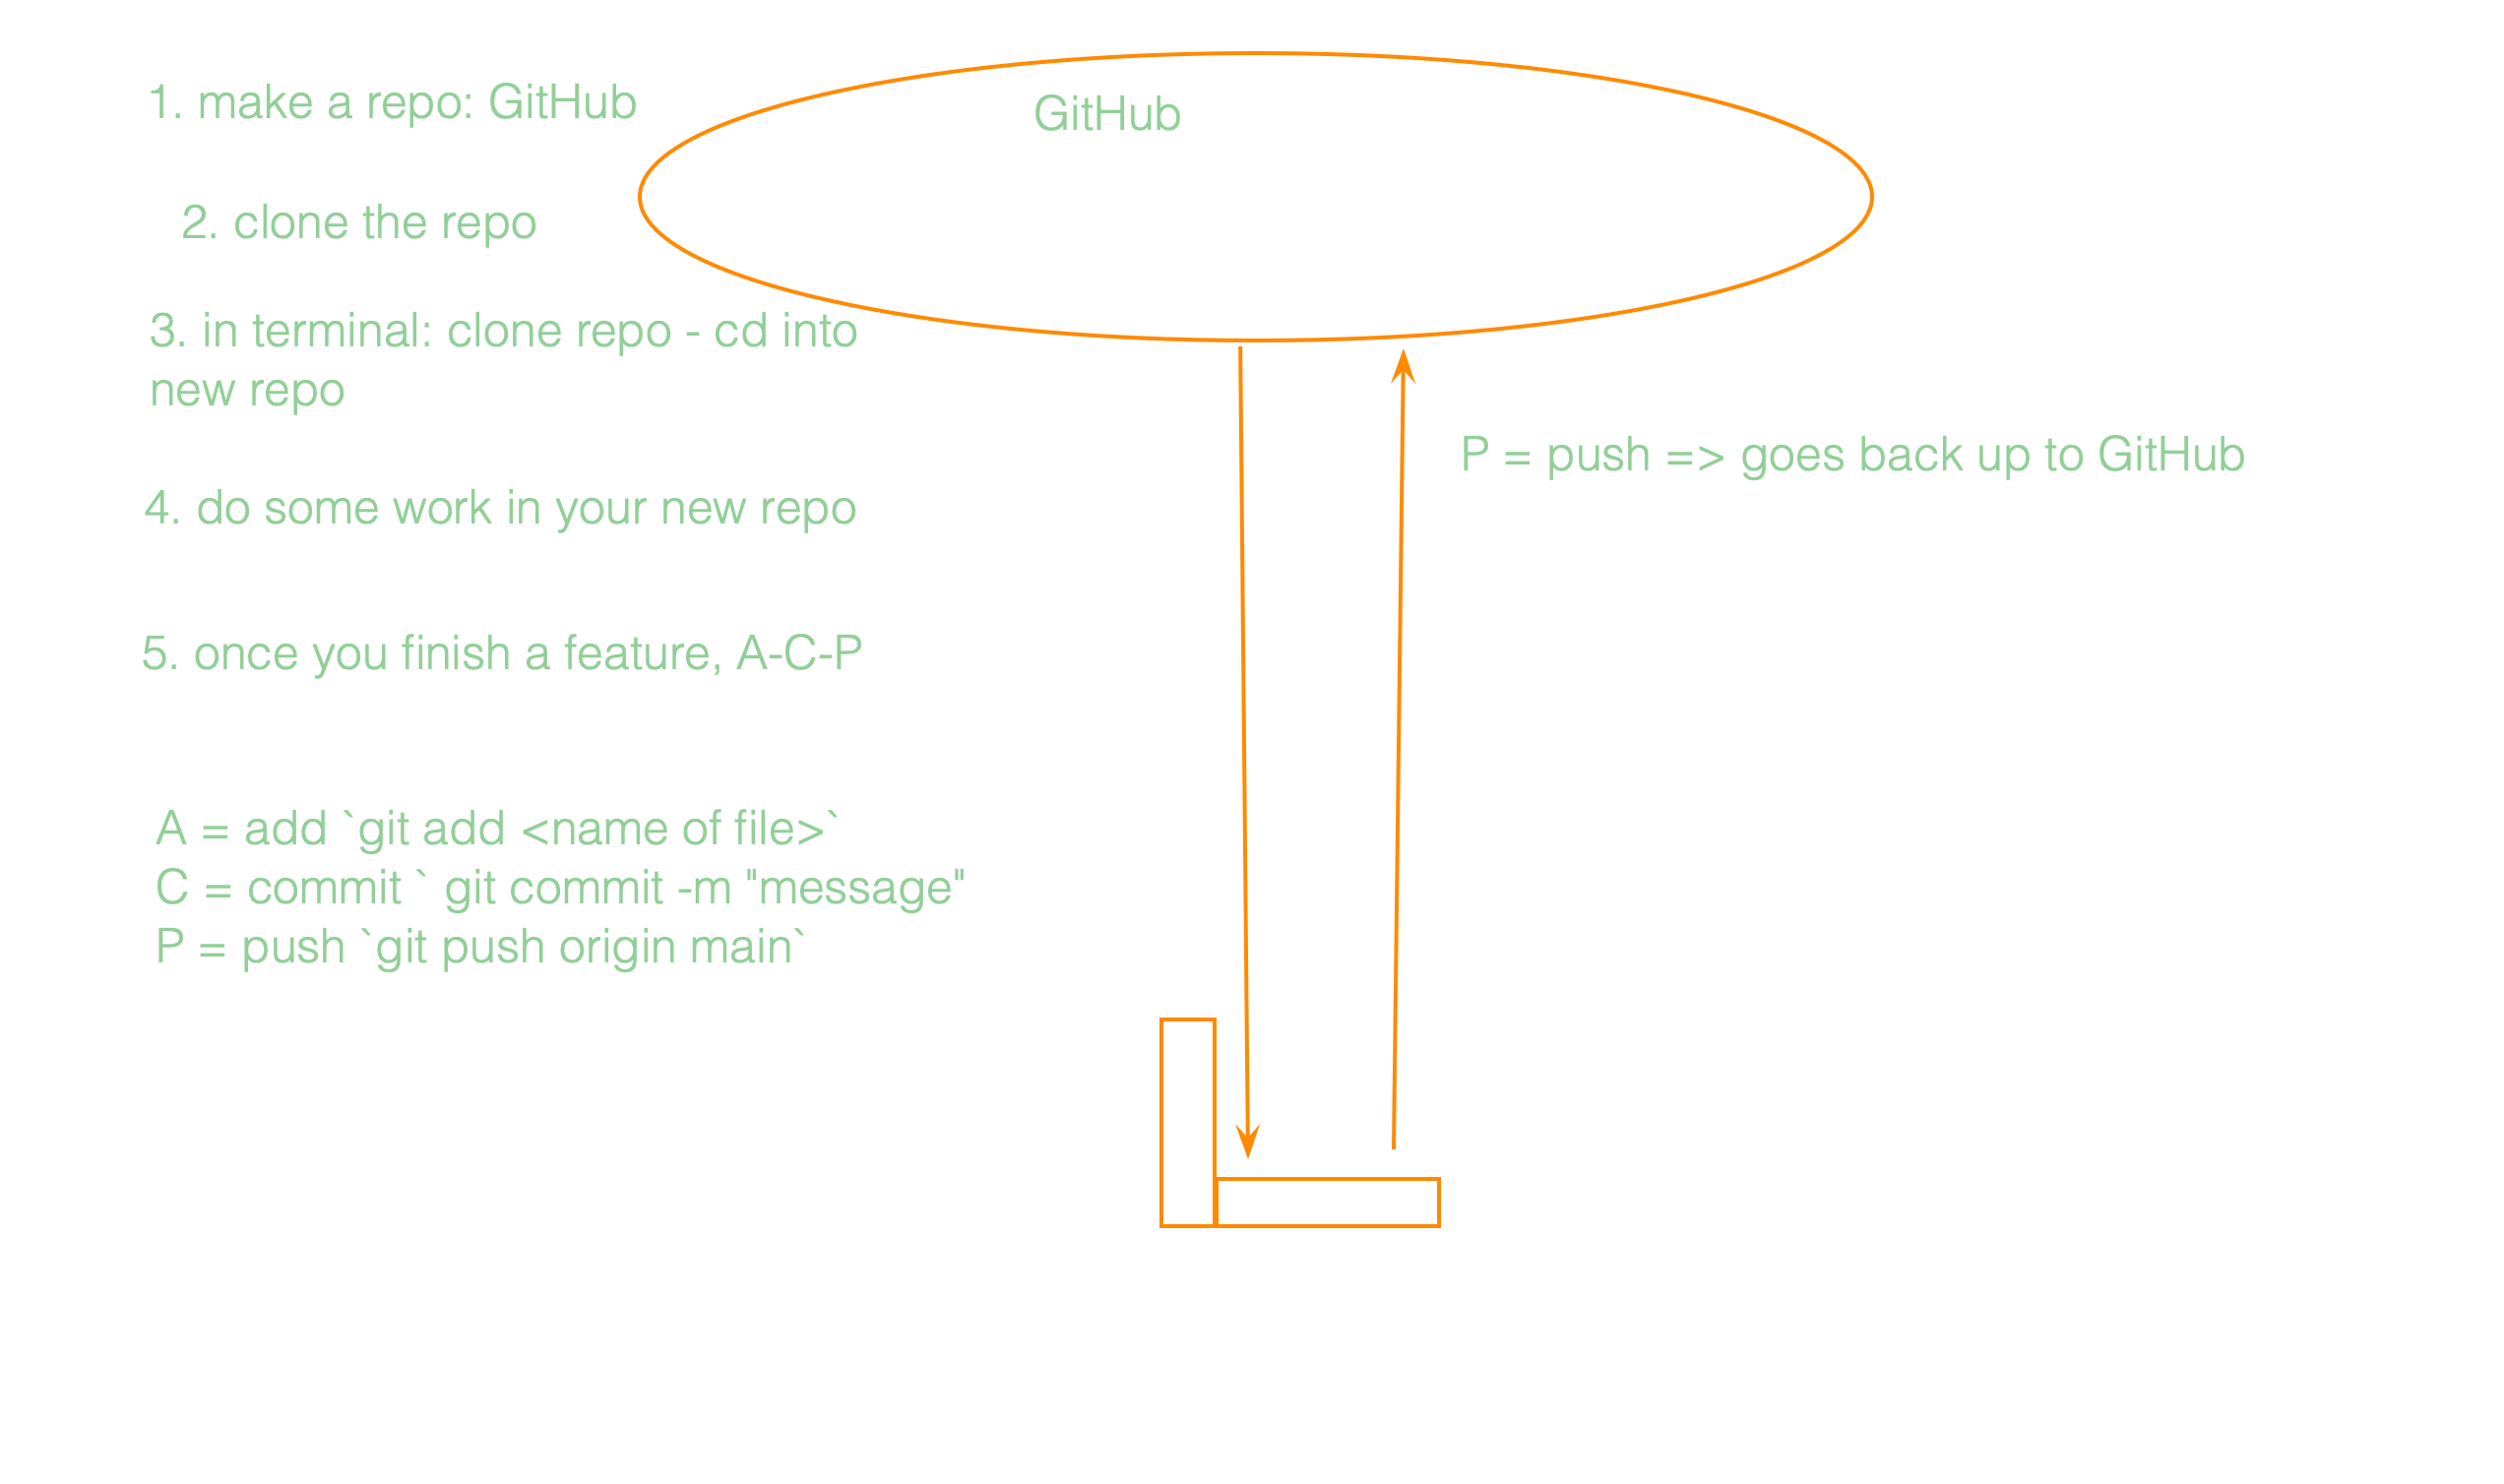 1. make a repo: GitHub
GitHub
2. clone the repo
3. in terminal: clone repo - cd into
new repo
P = push => goes back up to GitHub
4. do some work in your new repo
5. once you finish a feature, A-C-P
A = add `git add <name of file>`
C = commit ` git commit -m "message"
P = push `git push origin main`